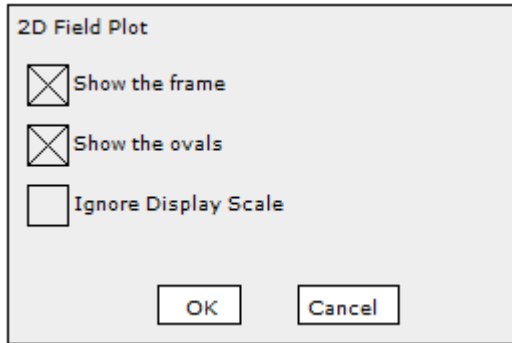 2D Field Plot
Show the frame
Show the ovals
Ignore Display Scale
OK Cancel